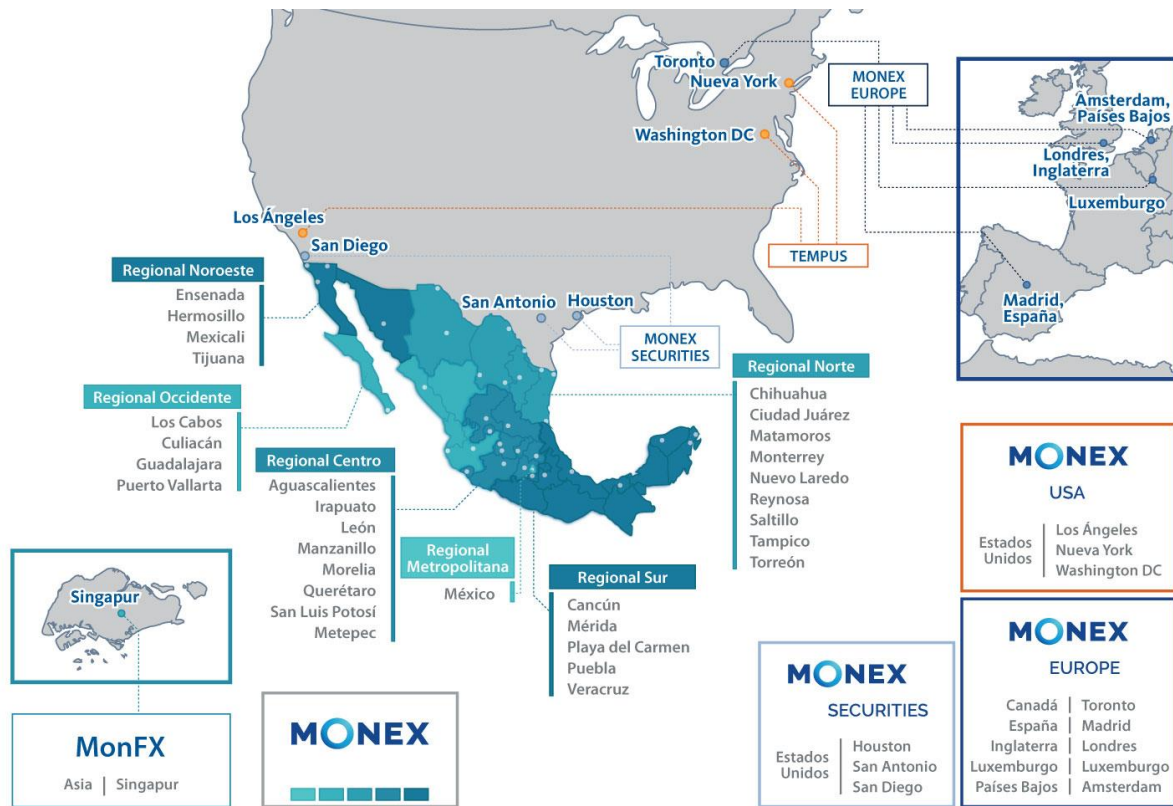 Toronto
Nueva York
Washington DC
MONEX
EUROPE
Amsterdam,
Países Bajos
Londres,
Inglaterra
Luxemburgo
Madrid,
España
Los Ángeles
San Diego
TEMPUS
San Antonio
Houston
MONEX
SECURITIES
Regional Noroeste
Ensenada
Hermosillo
Mexicali
Tijuana
Regional Occidente
Los Cabos
Culiacán
Guadalajara
Puerto Vallarta
Regional Centro
Aguascalientes
Irapuato
León
Manzanillo
Morelia
Querétaro
San Luis Potosí
Metepec
Regional
Metropolitana
México
Regional Sur
Cancún
Mérida
Playa del Carmen
Puebla
Veracruz
Regional Norte
Chihuahua
Ciudad Juárez
Matamoros
Monterrey
Nuevo Laredo
Reynosa
Saltillo
Tampico
Torreón
Singapur
MonFX
Asia | Singapur
MONEX
MONEX
SECURITIES
Estados
Unidos
Houston
San Antonio
San Diego
MONEX
USA
Estados
Unidos
Los Ángeles
Nueva York
Washington DC
MONEX
EUROPE
Canadá | Toronto
España | Madrid
Inglaterra | Londres
Luxemburgo | Luxemburgo
Países Bajos | Amsterdam